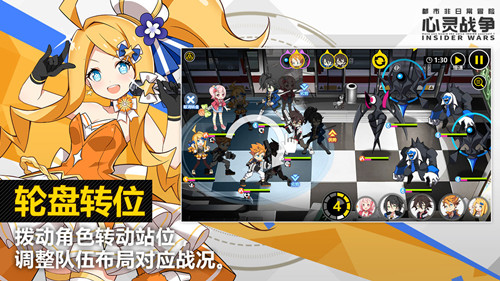 都市非日常冒险
心灵战争
INSIDER WARS
1:30
4
轮盘转位
拨动角色转动站位
调整队伍布局对应战况。